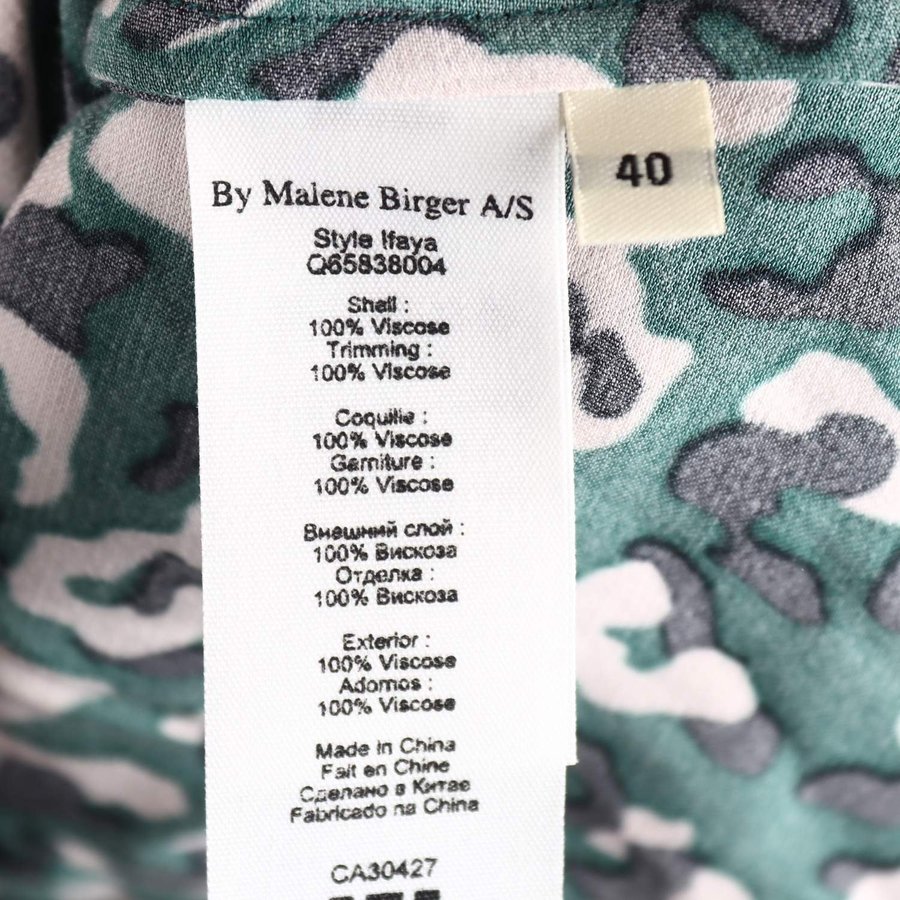 By Malene Birger A/S
40
Style Ifaya
Q65838004
Shell :
100% Viscose
Trimming :
100% Viscose
Coquille :
100% Viscose
Garniture :
100% Viscose
Внешний слой :
100% Вискоза
Отделка :
100% Вискоза
Exterior :
100% Viscose
Adornos :
100% Viscose
Made in China
Fait en Chine
Сделано в Китае
Fabricado na China
CA30427